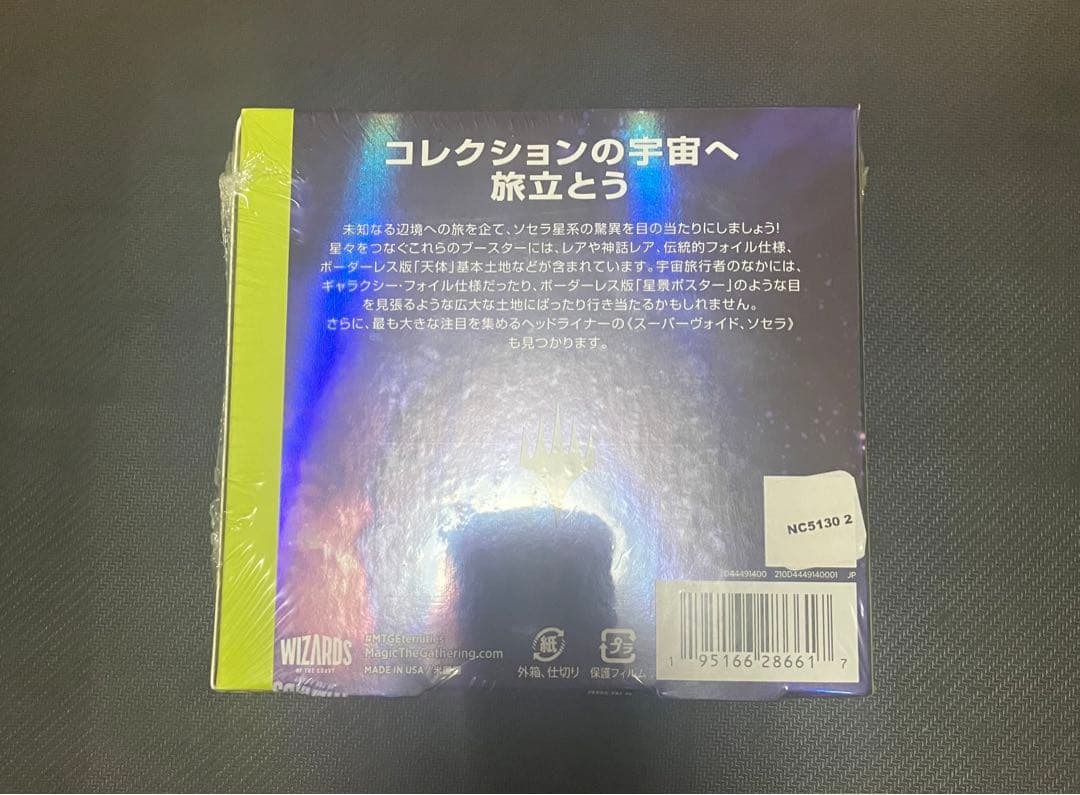 コレクションの宇宙へ
旅立とう
未知なる辺境への旅を企て、ソセラ星系の驚異を目の当たりにしましょう!
星々をつなぐこれらのブースターには、レアや神話レア、伝統的フォイル仕様、
ボーダーレス版「天体」基本土地などが含まれています。宇宙旅行者のなかには、
ギャラクシー・フォイル仕様だったり、ボーダーレス版「星景ポスター」のような目
を見張るような広大な土地にばったり行き当たるかもしれません。
さらに、最も大きな注目を集めるヘッドライナーの《スーパーヴォイド、ソセラ》
も見つかります。
NC5130 2
D44491400 210D4449140001 JP
WIZARDS
OF THE COAST
#MTGEternities
MagicTheGathering.com
MADE IN USA / 米国
紙
外箱、仕切り
プラ
保護フィルム
1 95166 28661 7